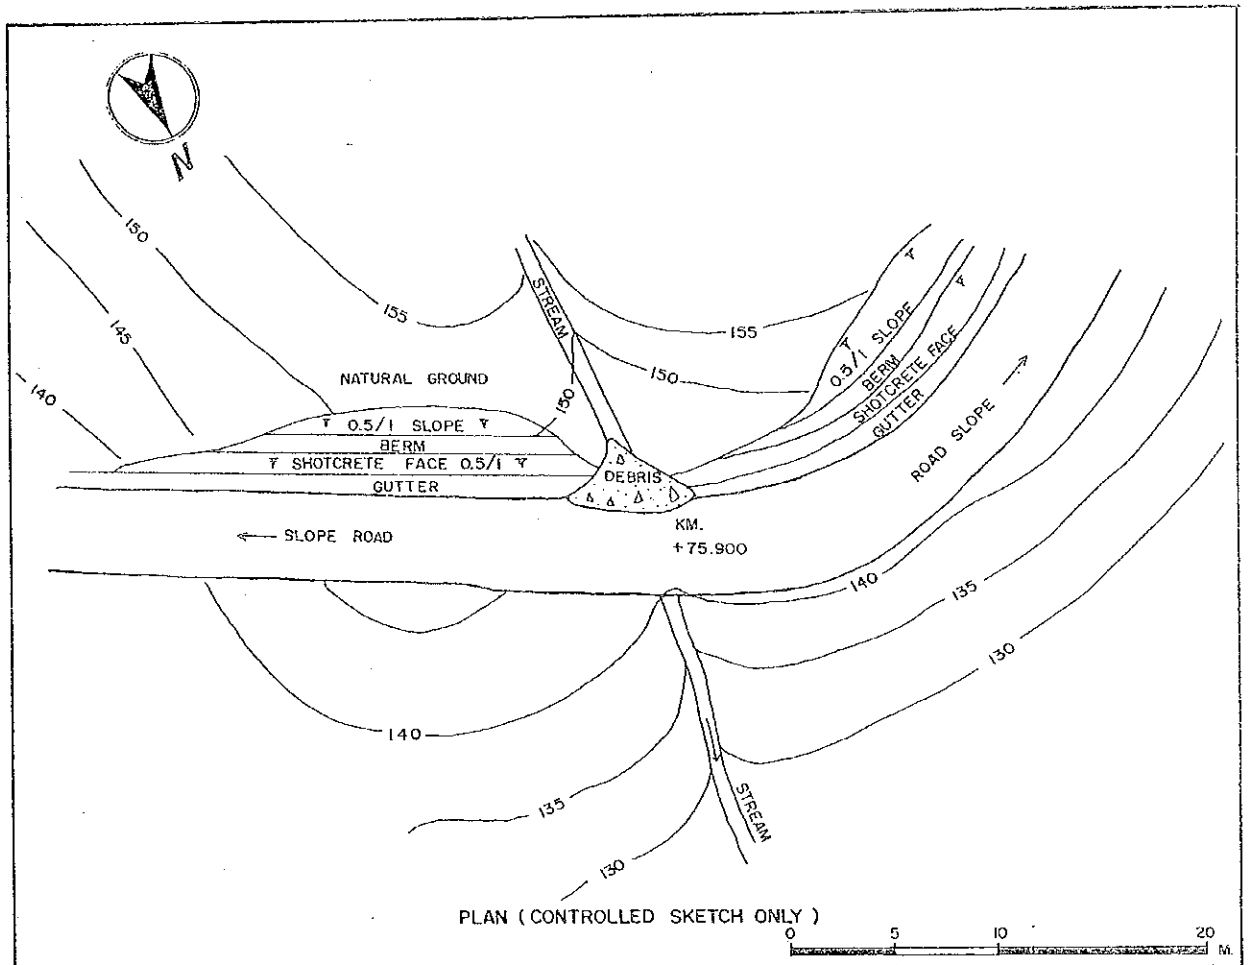 N
150
145
140
155
STREAM
155
150
150
NATURAL GROUND
0.5/1 SLOPE
BERM
SHOTCRETE FACE 0.5/1
GUTTER
DEBRIS
0.5/1 SLOPE
BERM
SHOTCRETE FACE
GUTTER
ROAD SLOPE
SLOPE ROAD
KM.
+75.900
140
135
130
140
135
130
STREAM
PLAN ( CONTROLLED SKETCH ONLY )
0 5 10 20 M.